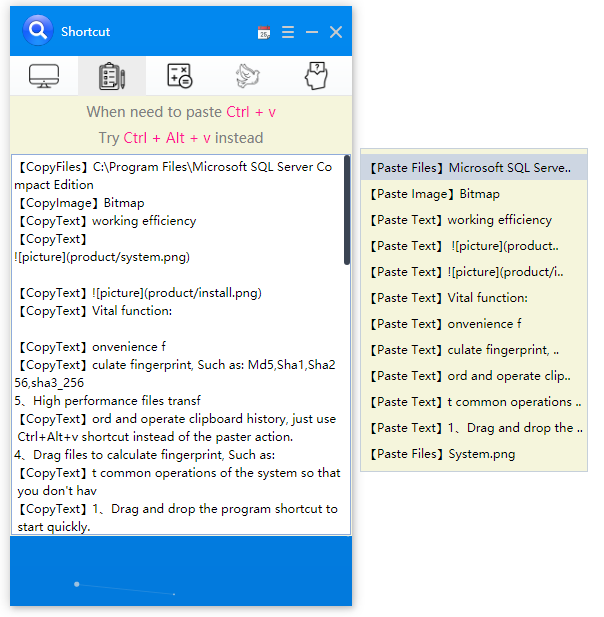 Shortcut
When need to paste Ctrl + v
Try Ctrl + Alt + v instead
【CopyFiles】C:\Program Files\Microsoft SQL Server Co
mpact Edition
【CopyImage】Bitmap
【CopyText】working efficiency
【CopyText】
![picture](product/system.png)
【CopyText】![picture](product/install.png)
【CopyText】Vital function:
【CopyText】onvenience f
【CopyText】culate fingerprint, Such as: Md5,Sha1,Sha2
56,sha3_256
5、High performance files transf
【CopyText】ord and operate clipboard history, just use
Ctrl+Alt+v shortcut instead of the paster action.
4、Drag files to calculate fingerprint, Such as:
【CopyText】t common operations of the system so that
you don't hav
【CopyText】1、Drag and drop the program shortcut to
start quickly.
【Paste Files】Microsoft SQL Serve..
【Paste Image】Bitmap
【Paste Text】working efficiency
【Paste Text】 ![picture](product..
【Paste Text】![picture](product/i..
【Paste Text】Vital function:
【Paste Text】onvenience f
【Paste Text】culate fingerprint, ..
【Paste Text】ord and operate clip..
【Paste Text】t common operations ..
【Paste Text】1、Drag and drop the ..
【Paste Files】System.png